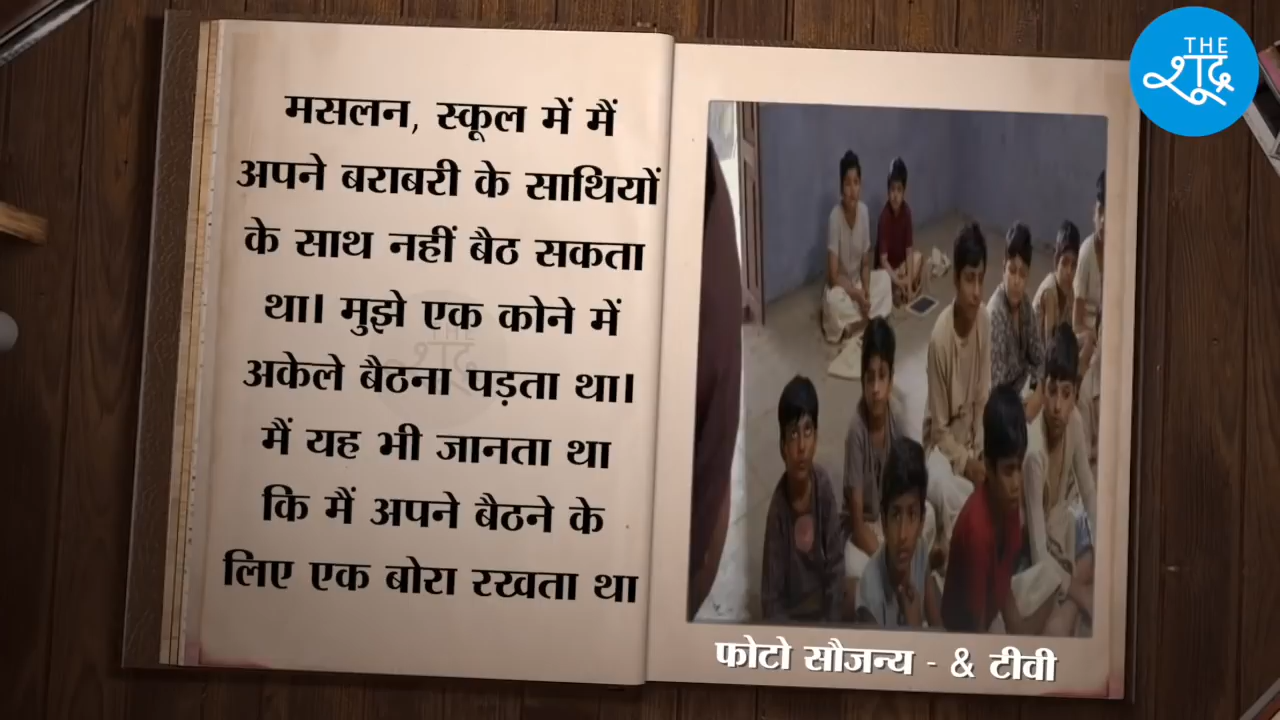 मसलन, स्कूल में मैं
अपने बराबरी के साथियों
के साथ नहीं बैठ सकता
था। मुझे एक कोने में
अकेले बैठना पड़ता था।
मैं यह भी जानता था
कि मैं अपने बैठने के
लिए एक बोरा रखता था
THE
शूद्र
फोटो सौजन्य - & टीवी